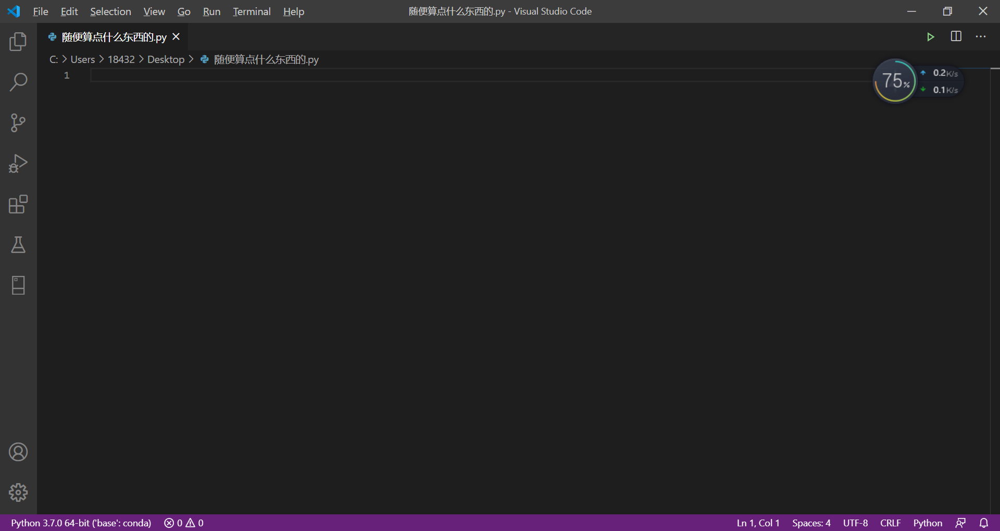 File Edit Selection View Go Run Terminal Help 随便算点什么东西的.py - Visual Studio Code
随便算点什么东西的.py
C: > Users > 18432 > Desktop > 随便算点什么东西的.py
1
75%
0.2K/s
0.1K/s
Python 3.7.0 64-bit ('base': conda) 0 0 Ln 1, Col 1 Spaces: 4 UTF-8 CRLF Python